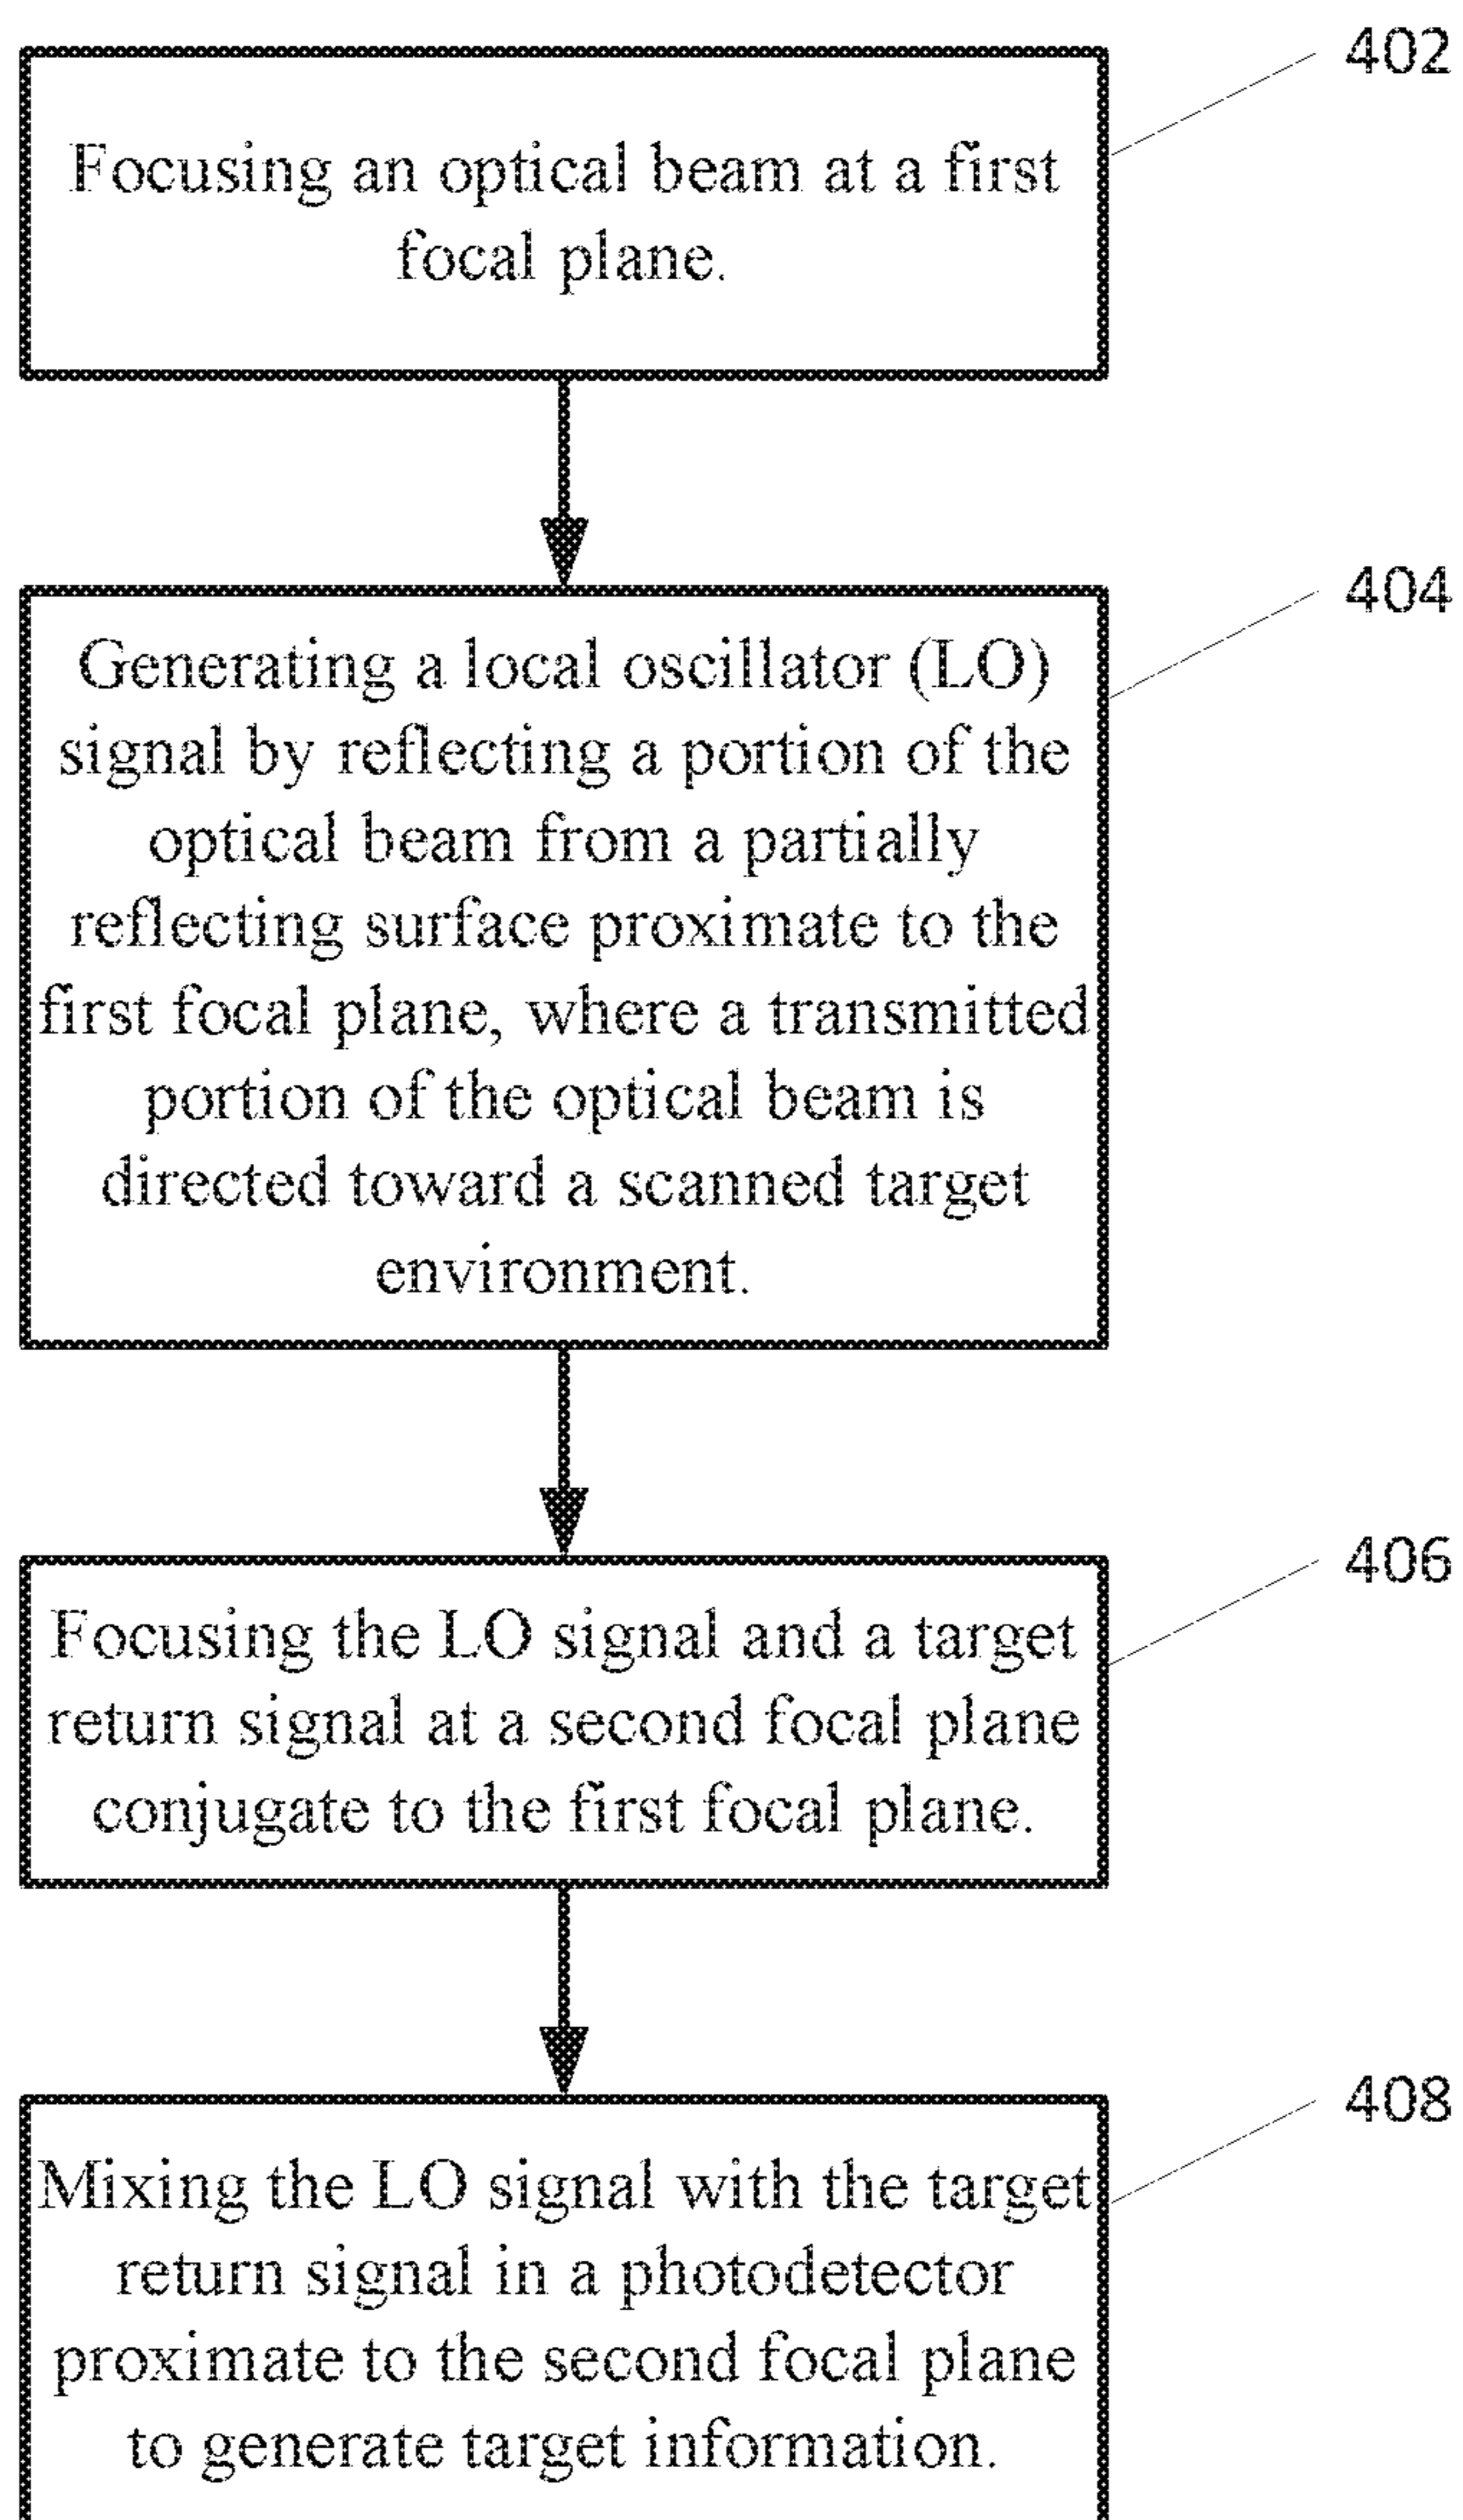 402
Focusing an optical beam at a first
focal plane.
404
Generating a local oscillator (LO)
signal by reflecting a portion of the
optical beam from a partially
reflecting surface proximate to the
first focal plane, where a transmitted
portion of the optical beam is
directed toward a scanned target
environment.
406
Focusing the LO signal and a target
return signal at a second focal plane
conjugate to the first focal plane.
408
Mixing the LO signal with the target
return signal in a photodetector
proximate to the second focal plane
to generate target information.